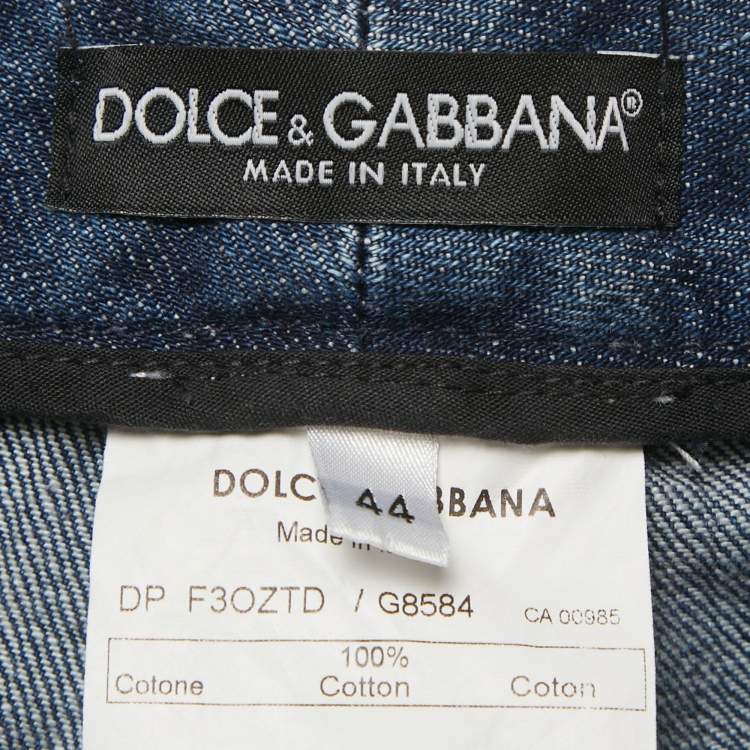 DOLCE & GABBANA®
MADE IN ITALY
44
DOLC BBANA
Made in
DP F3OZTD / G8584 CA 00985
100%
Cotone Cotton Coton